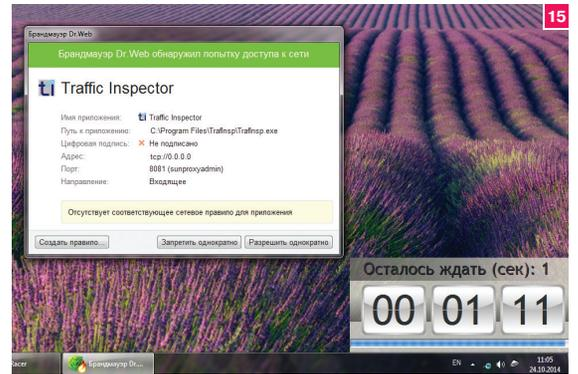 15
Брандмауэр Dr.Web
Брандмауэр Dr.Web обнаружил попытку доступа к сети
ti Traffic Inspector
Имя приложения: ti Traffic Inspector
Путь к приложению: C:\Program Files\TrafInsp\TrafInsp.exe
Цифровая подпись: Не подписано
Адрес: tcp://0.0.0.0
Порт: 8081 (sunproxyadmin)
Направление: Входящее
Отсутствует соответствующее сетевое правило для приложения
Создать правило... Запретить однократно Разрешить однократно
Осталось ждать (сек): 1
00 01 11
Racer Брандмауэр Dr.... EN 11:05
24.10.2014